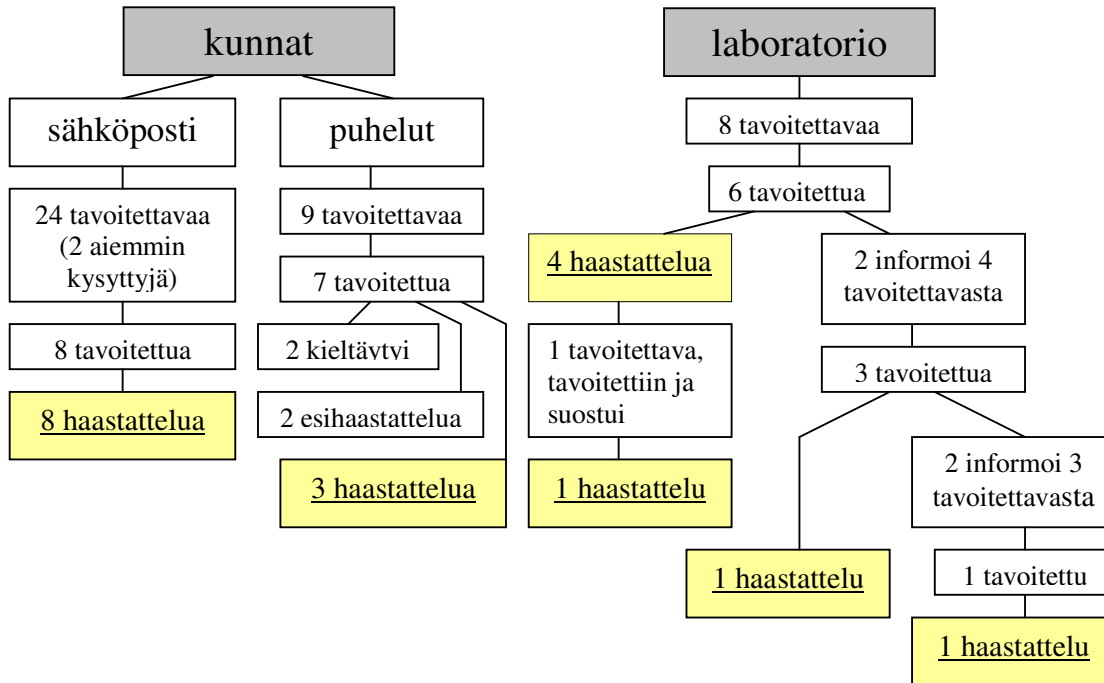 kunnat
sähköposti
24 tavoitettavaa
(2 aiemmin
kysyttyjä)
8 tavoitettua
8 haastattelua
puhelut
9 tavoitettavaa
7 tavoitettua
2 kieltäytyi
2 esihaastattelua
3 haastattelua
laboratorio
8 tavoitettavaa
6 tavoitettua
4 haastattelua
1 tavoitettava,
tavoitettiin ja
suostui
1 haastattelu
2 informoi 4
tavoitettavasta
3 tavoitettua
1 haastattelu
2 informoi 3
tavoitettavasta
1 tavoitettu
1 haastattelu